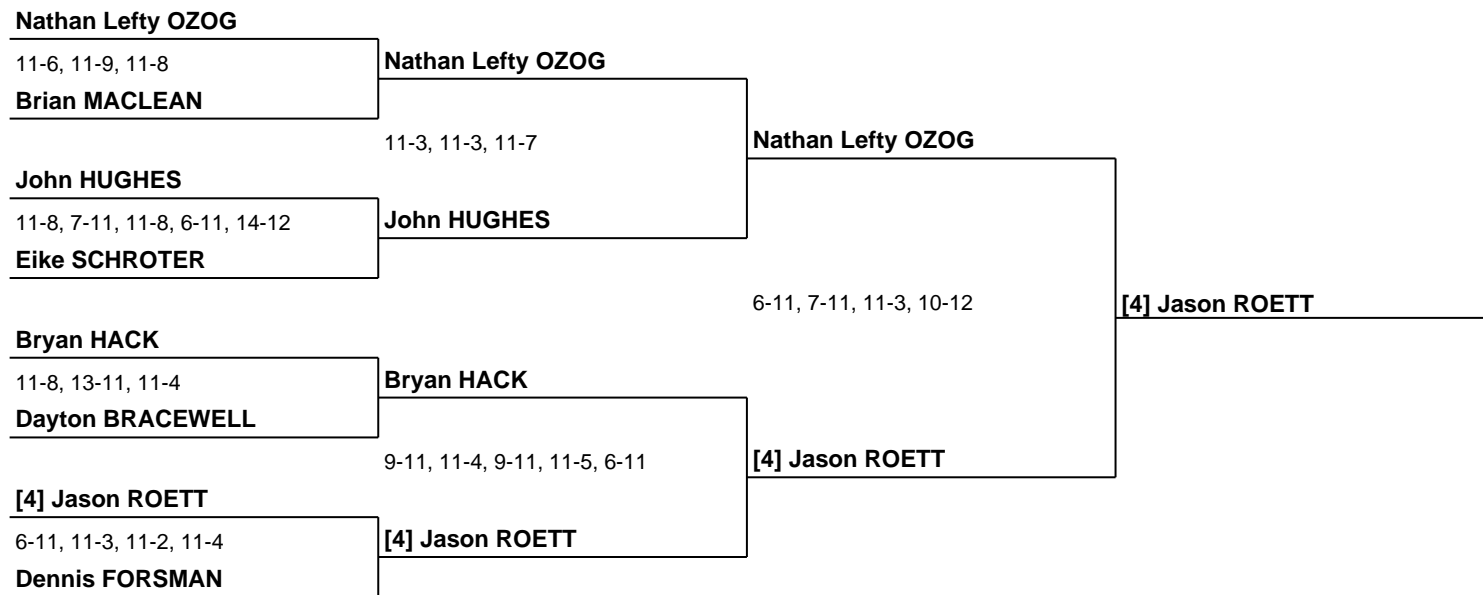 Nathan Lefty OZOG
11-6, 11-9, 11-8
Nathan Lefty OZOG
Brian MACLEAN
11-3, 11-3, 11-7
Nathan Lefty OZOG
John HUGHES
11-8, 7-11, 11-8, 6-11, 14-12
John HUGHES
Eike SCHROTER
6-11, 7-11, 11-3, 10-12
[4] Jason ROETT
Bryan HACK
11-8, 13-11, 11-4
Bryan HACK
Dayton BRACEWELL
9-11, 11-4, 9-11, 11-5, 6-11
[4] Jason ROETT
[4] Jason ROETT
6-11, 11-3, 11-2, 11-4
[4] Jason ROETT
Dennis FORSMAN